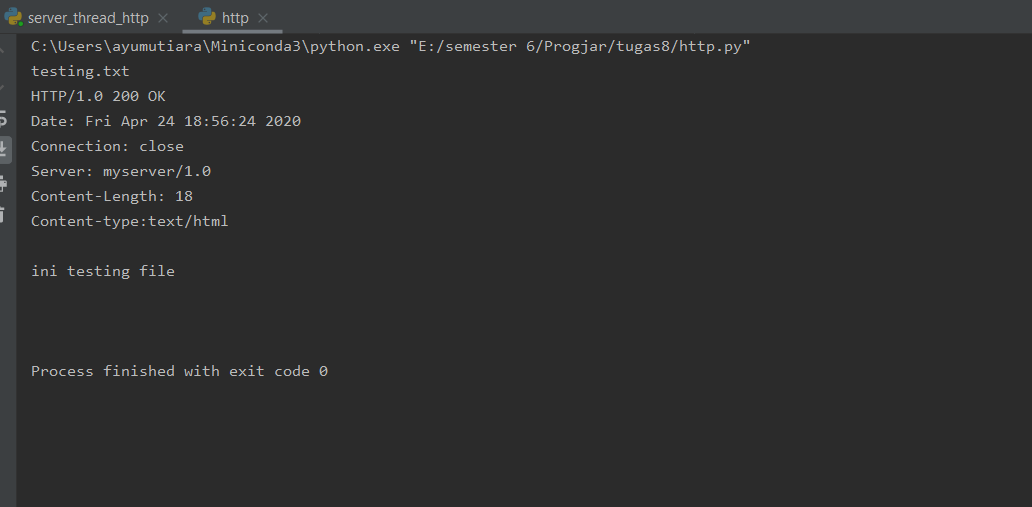 server_thread_http http
C:\Users\ayumutiara\Miniconda3\python.exe "E:/semester 6/Progjar/tugas8/http.py"
testing.txt
HTTP/1.0 200 OK
Date: Fri Apr 24 18:56:24 2020
Connection: close
Server: myserver/1.0
Content-Length: 18
Content-type:text/html
ini testing file
Process finished with exit code 0